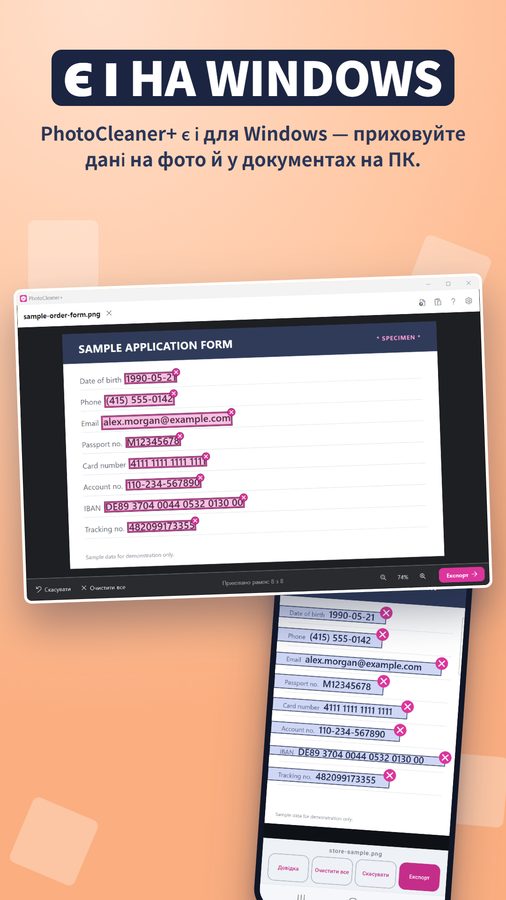 Є І НА WINDOWS
PhotoCleaner+ є і для Windows — приховуйте
дані на фото й у документах на ПК.
PhotoCleaner+
sample-order-form.png
SAMPLE APPLICATION FORM
* SPECIMEN *
Date of birth 1990-05-21
Phone (415) 555-0142
Email alex.morgan@example.com
Passport no. M12345678
Card number 4111 1111 1111 1111
Account no. 110-234-567890
IBAN DE89 3704 0044 0532 0130 00
Tracking no. 482099173355
Sample data for demonstration only.
Скасувати
Очистити все
Приховано рамок: 8 з 8
74%
Експорт
Date of birth 1990-05-21
Phone (415) 555-0142
Email alex.morgan@example.com
Passport no. M12345678
Card number 4111 1111 1111 1111
Account no. 110-234-567890
IBAN DE89 3704 0044 0532 0130 00
Tracking no. 482099173355
Sample data for demonstration only.
store-sample.png
Довідка
Очистити все
Скасувати
Експорт